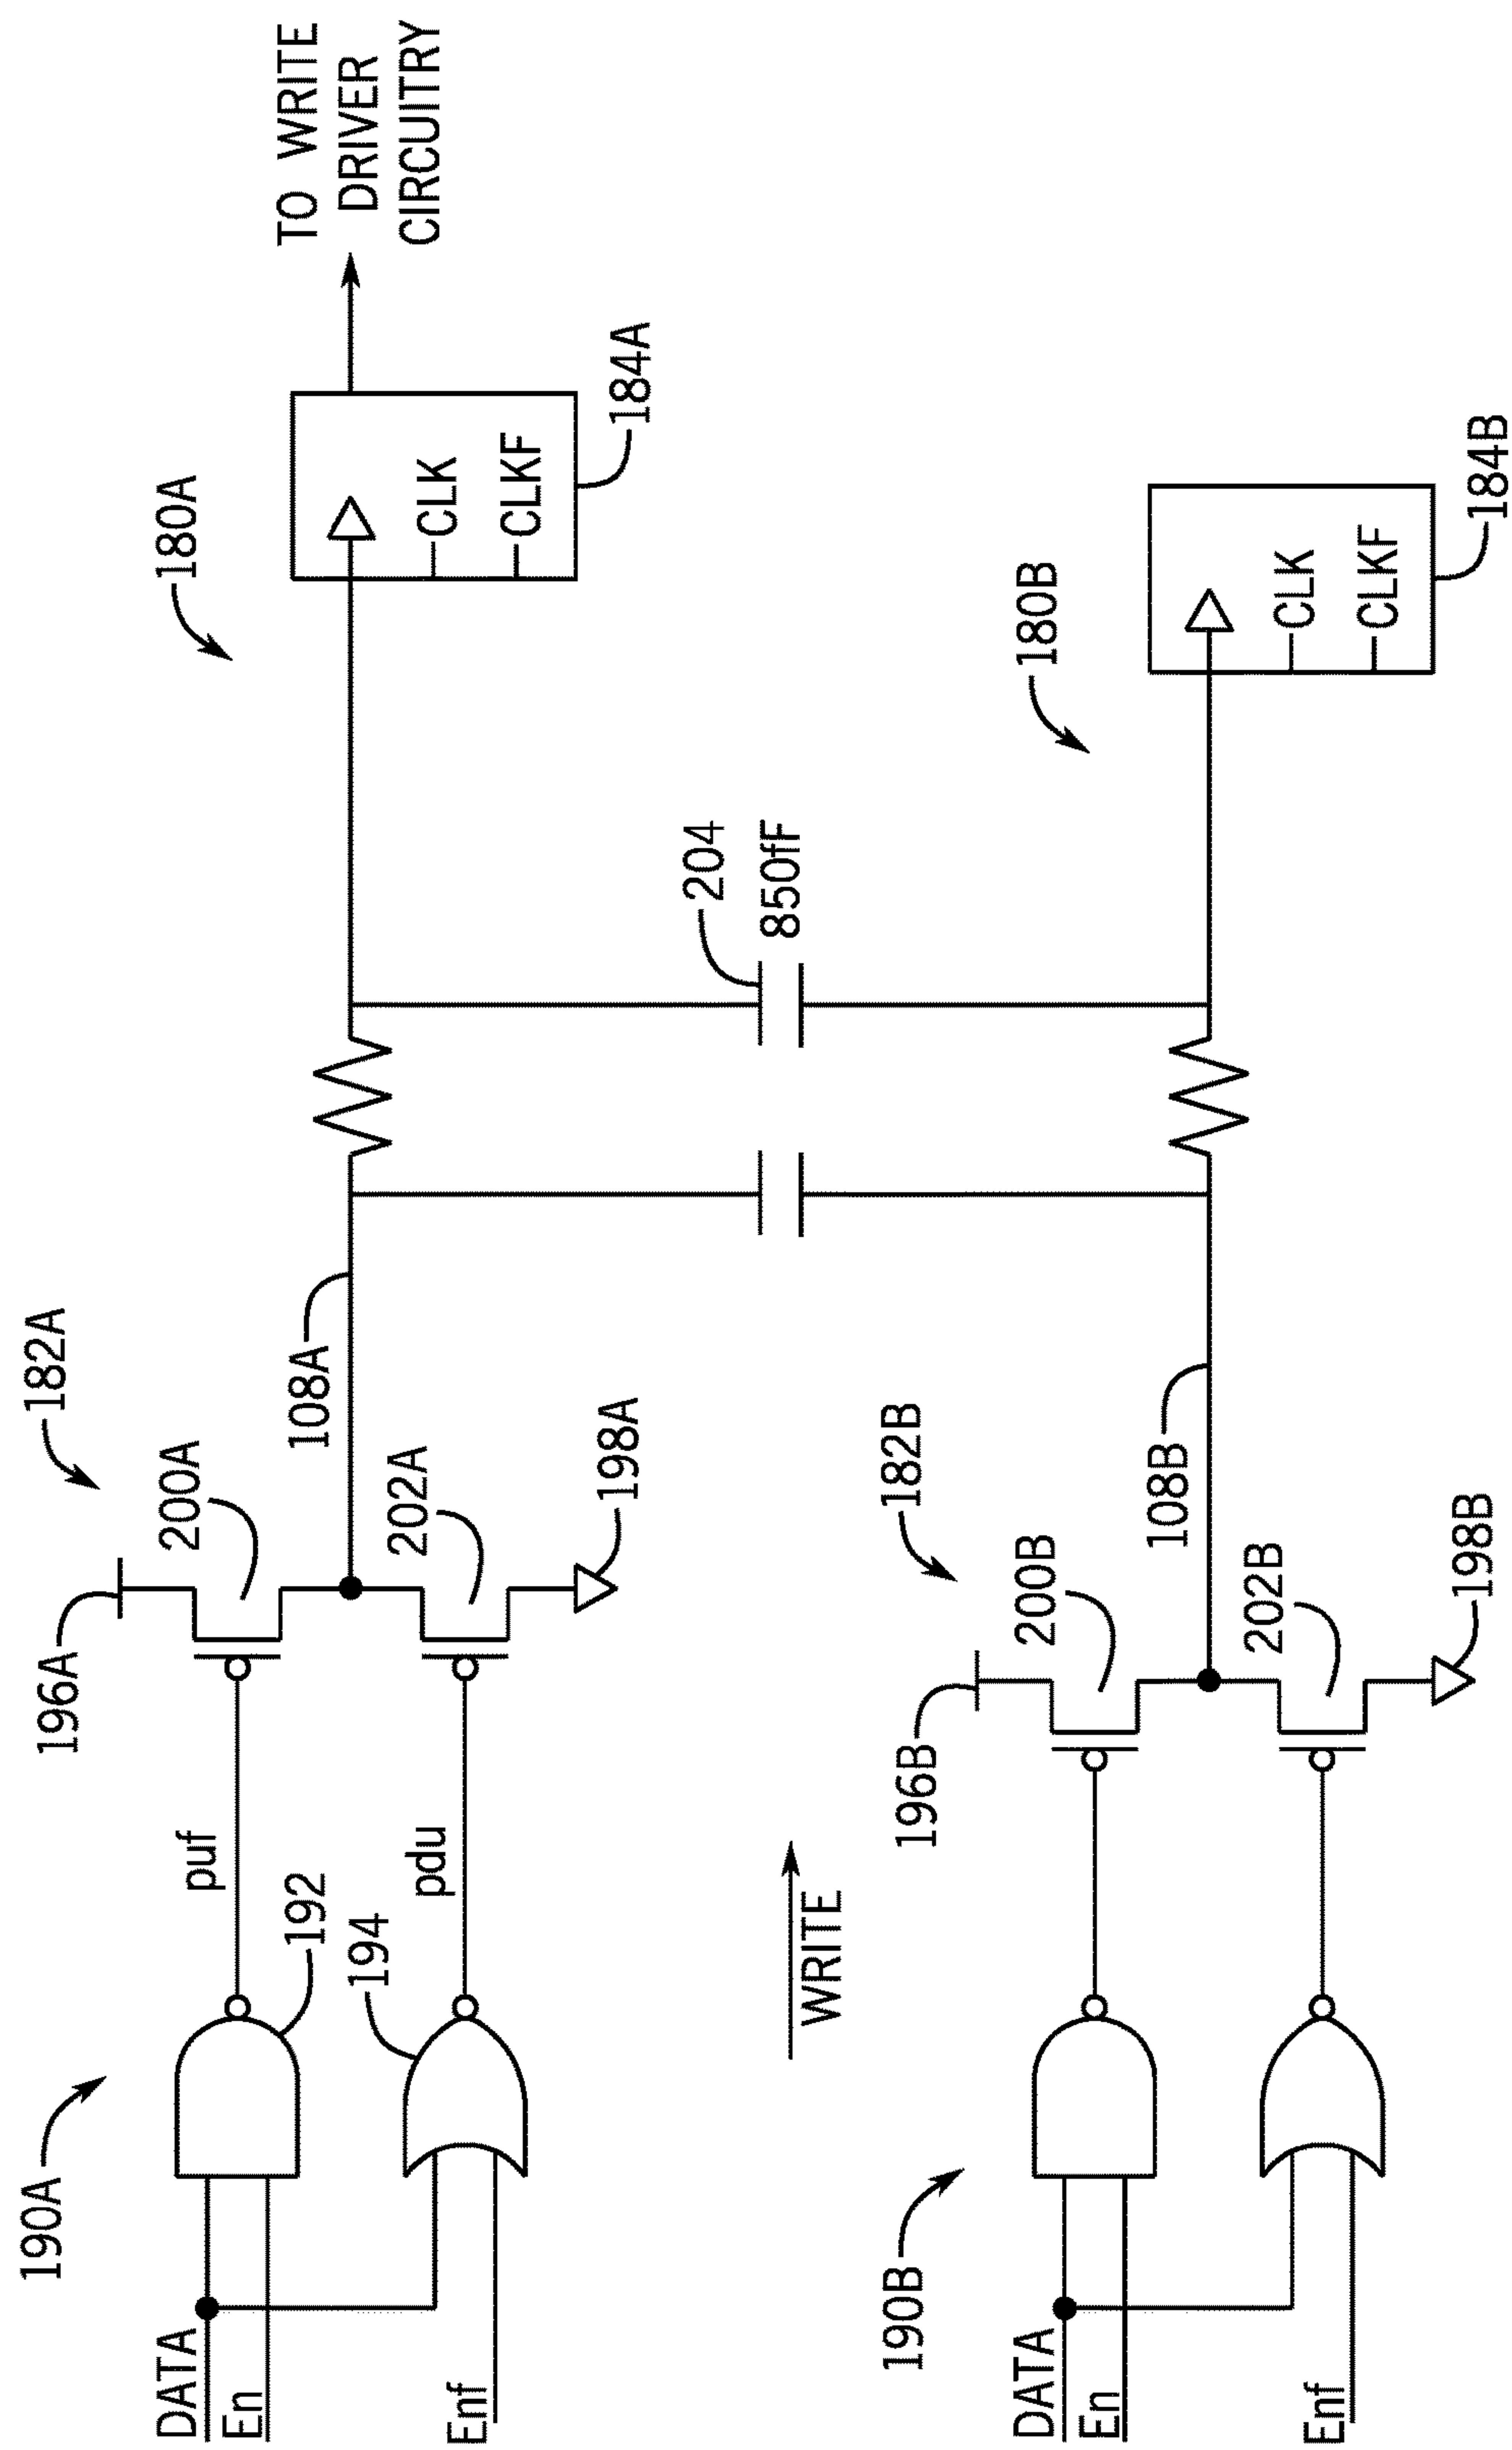 180A
TO WRITE
DRIVER
CIRCUITRY
182A
190A
196A
200A
puf
192
DATA
En
108A
CLK
CLKF
184A
194
pdu
202A
198A
Enf
204
850fF
WRITE
182B
180B
190B
196B
200B
DATA
En
108B
CLK
CLKF
184B
202B
198B
Enf